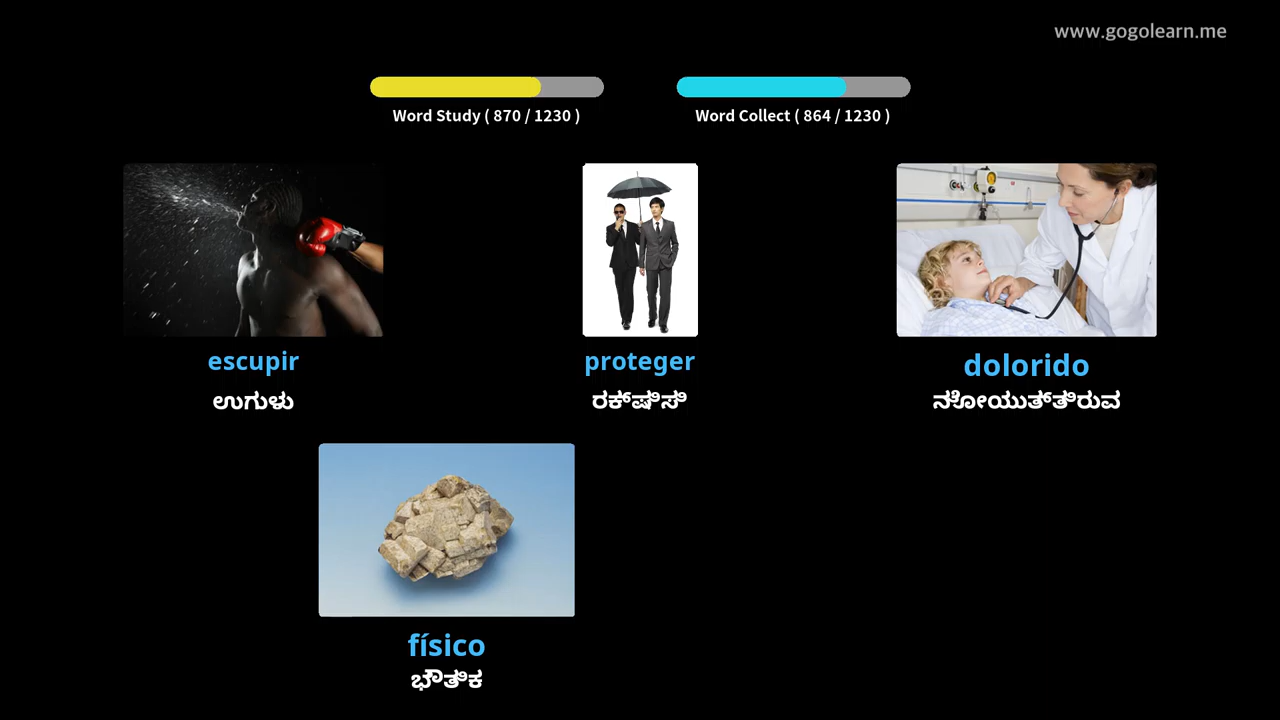 www.gogolearn.me
Word Study ( 870 / 1230 )
Word Collect ( 864 / 1230 )
escupir
ಉಗುಳು
proteger
ರಕ್ಷಿಸಿ
dolorido
ನೋಯುತ್ತಿರುವ
físico
ಭೌತಿಕ